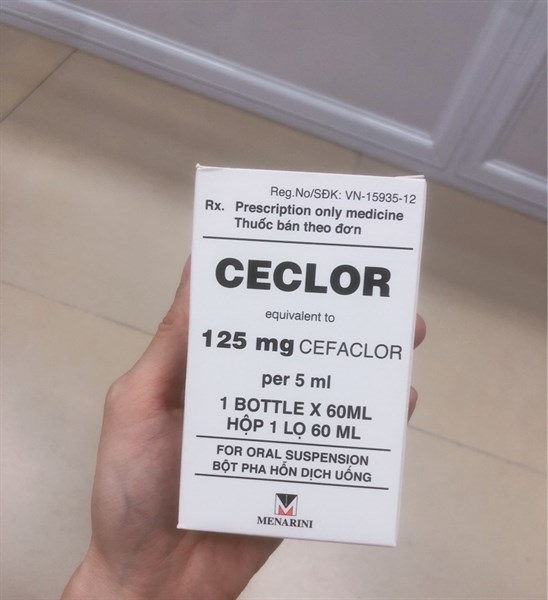 Reg.No/SĐK: VN-15935-12
Rx. Prescription only medicine
Thuốc bán theo đơn
CECLOR
equivalent to
125 mg CEFACLOR
per 5 ml
1 BOTTLE X 60ML
HỘP 1 LỌ 60 ML
FOR ORAL SUSPENSION
BỘT PHA HỖN DỊCH UỐNG
MENARINI